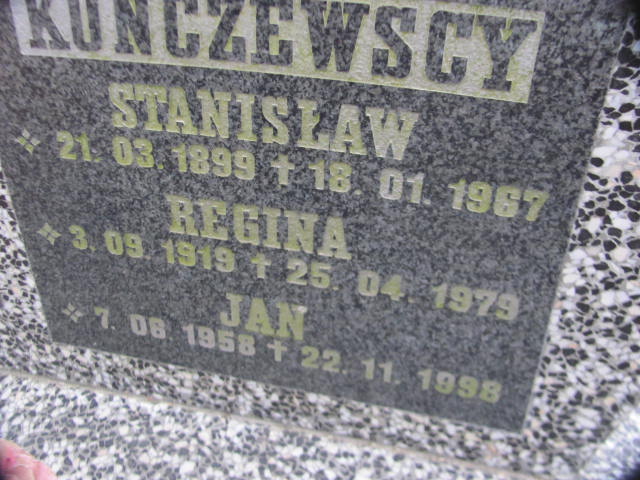 KUNCZEWSCY
STANISŁAW
21. 03. 1899 † 18. 01. 1967
REGINA
3. 09. 1919 † 25. 04. 1979
JAN
7. 06. 1958 † 22. 11. 1998